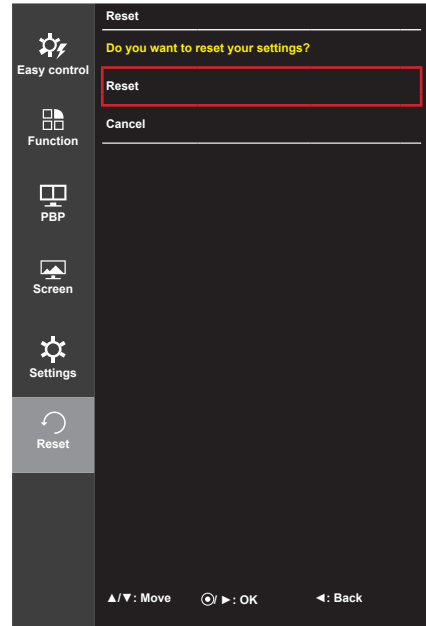 Easy control
Function
PBP
Screen
Settings
Reset
Reset
Do you want to reset your settings?
Reset
Cancel
▲/▼: Move ⦿/ ►: OK ◄: Back